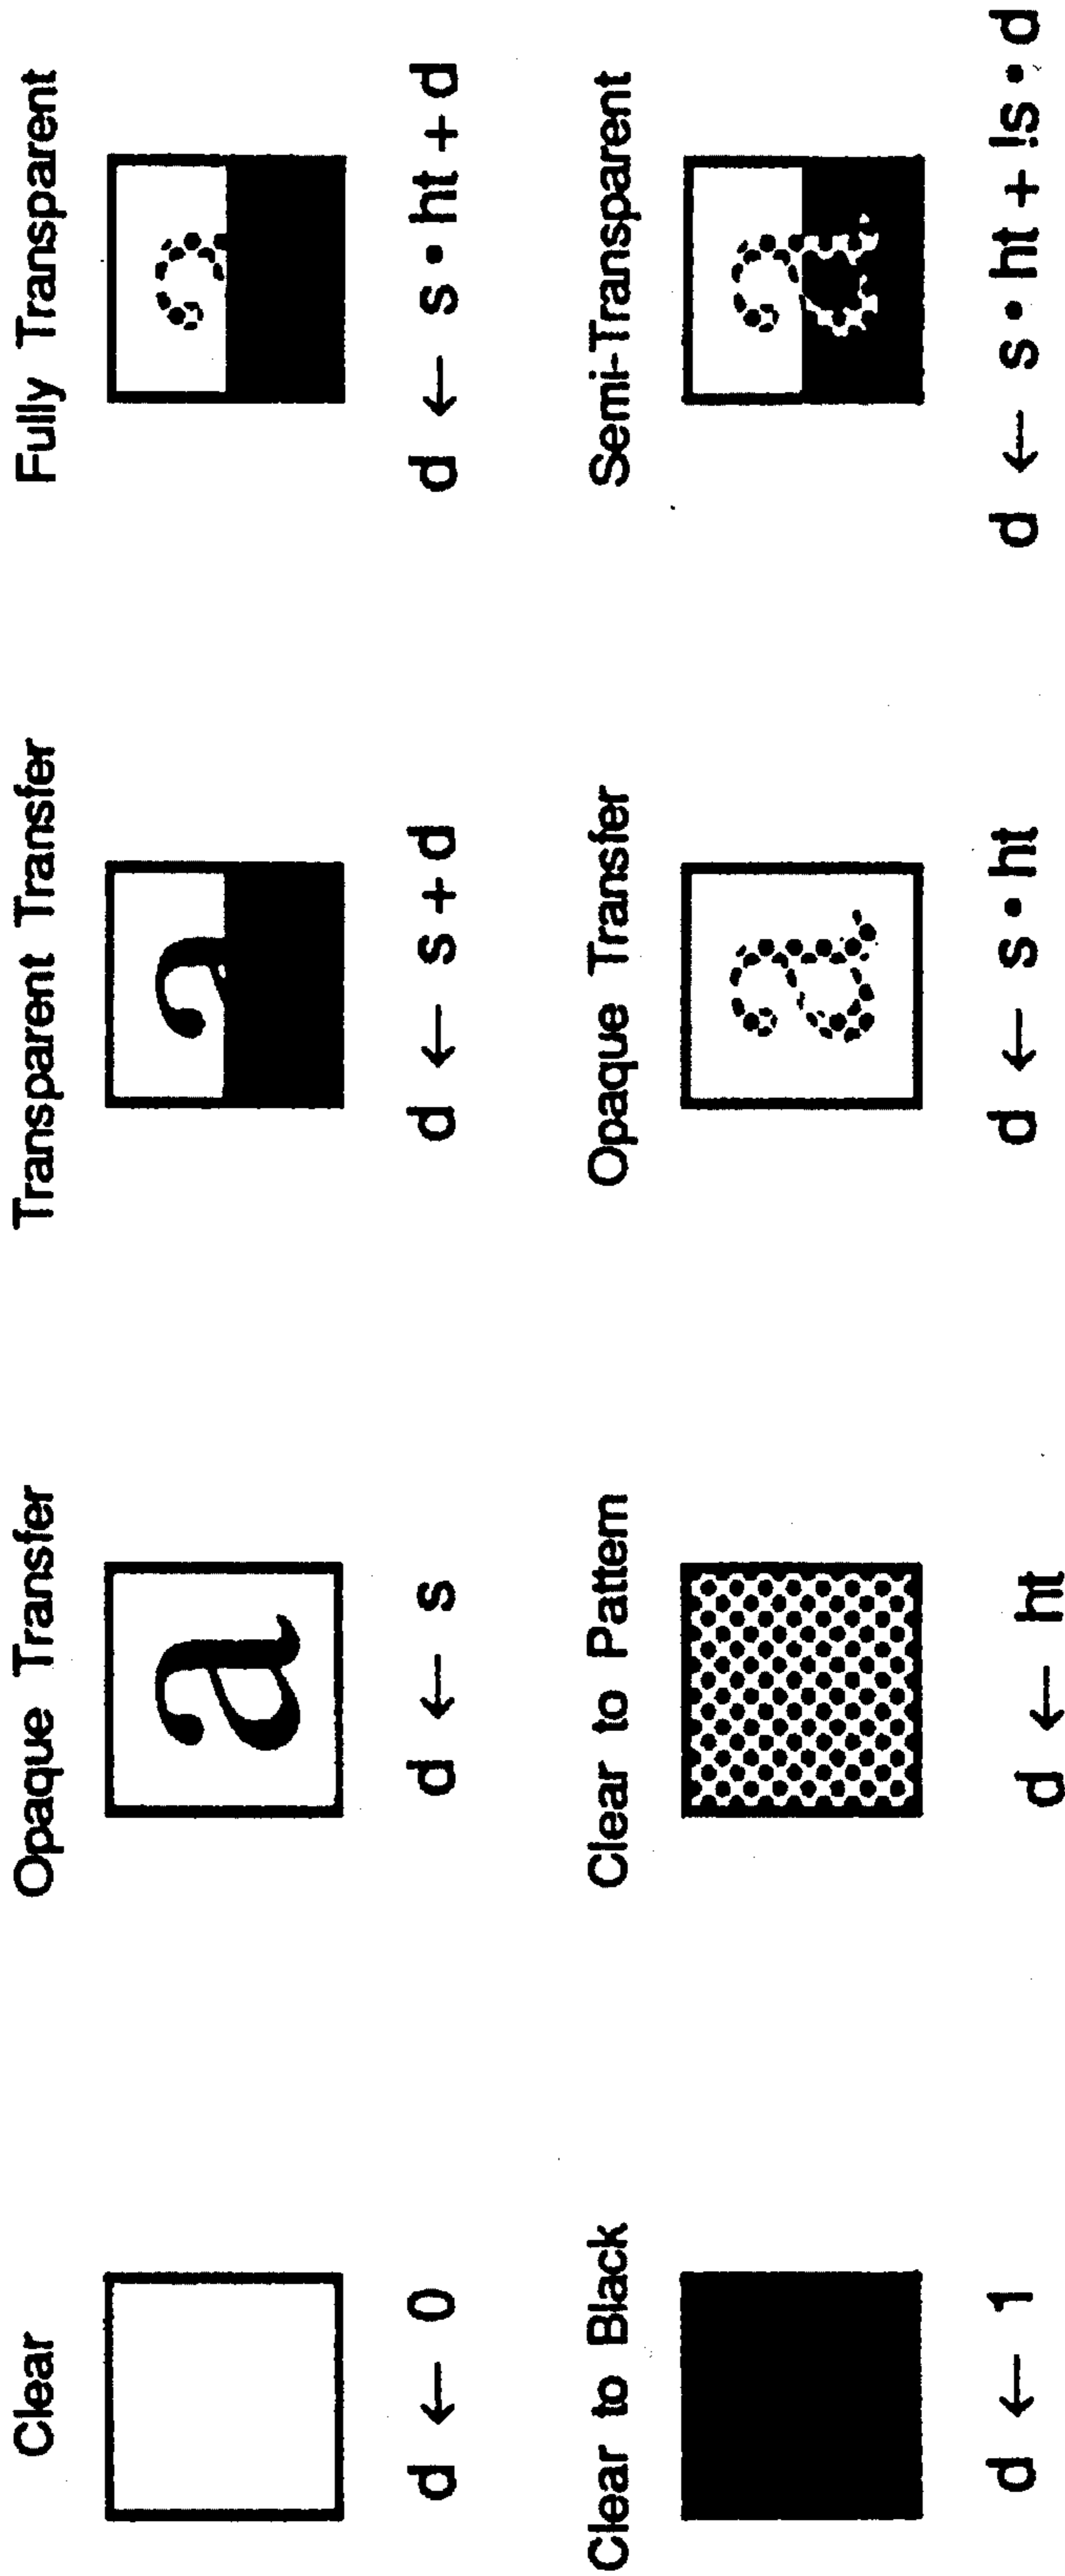 Clear
a
d ← 0
Opaque Transfer
a
d ← s
Transparent Transfer
d ← s + d
Fully Transparent
d ← s • ht + d
Clear to Black
d ← 1
Clear to Pattern
d ← ht
Opaque Transfer
a
d ← s • ht
Semi-Transparent
a
d ← s • ht + !s • d